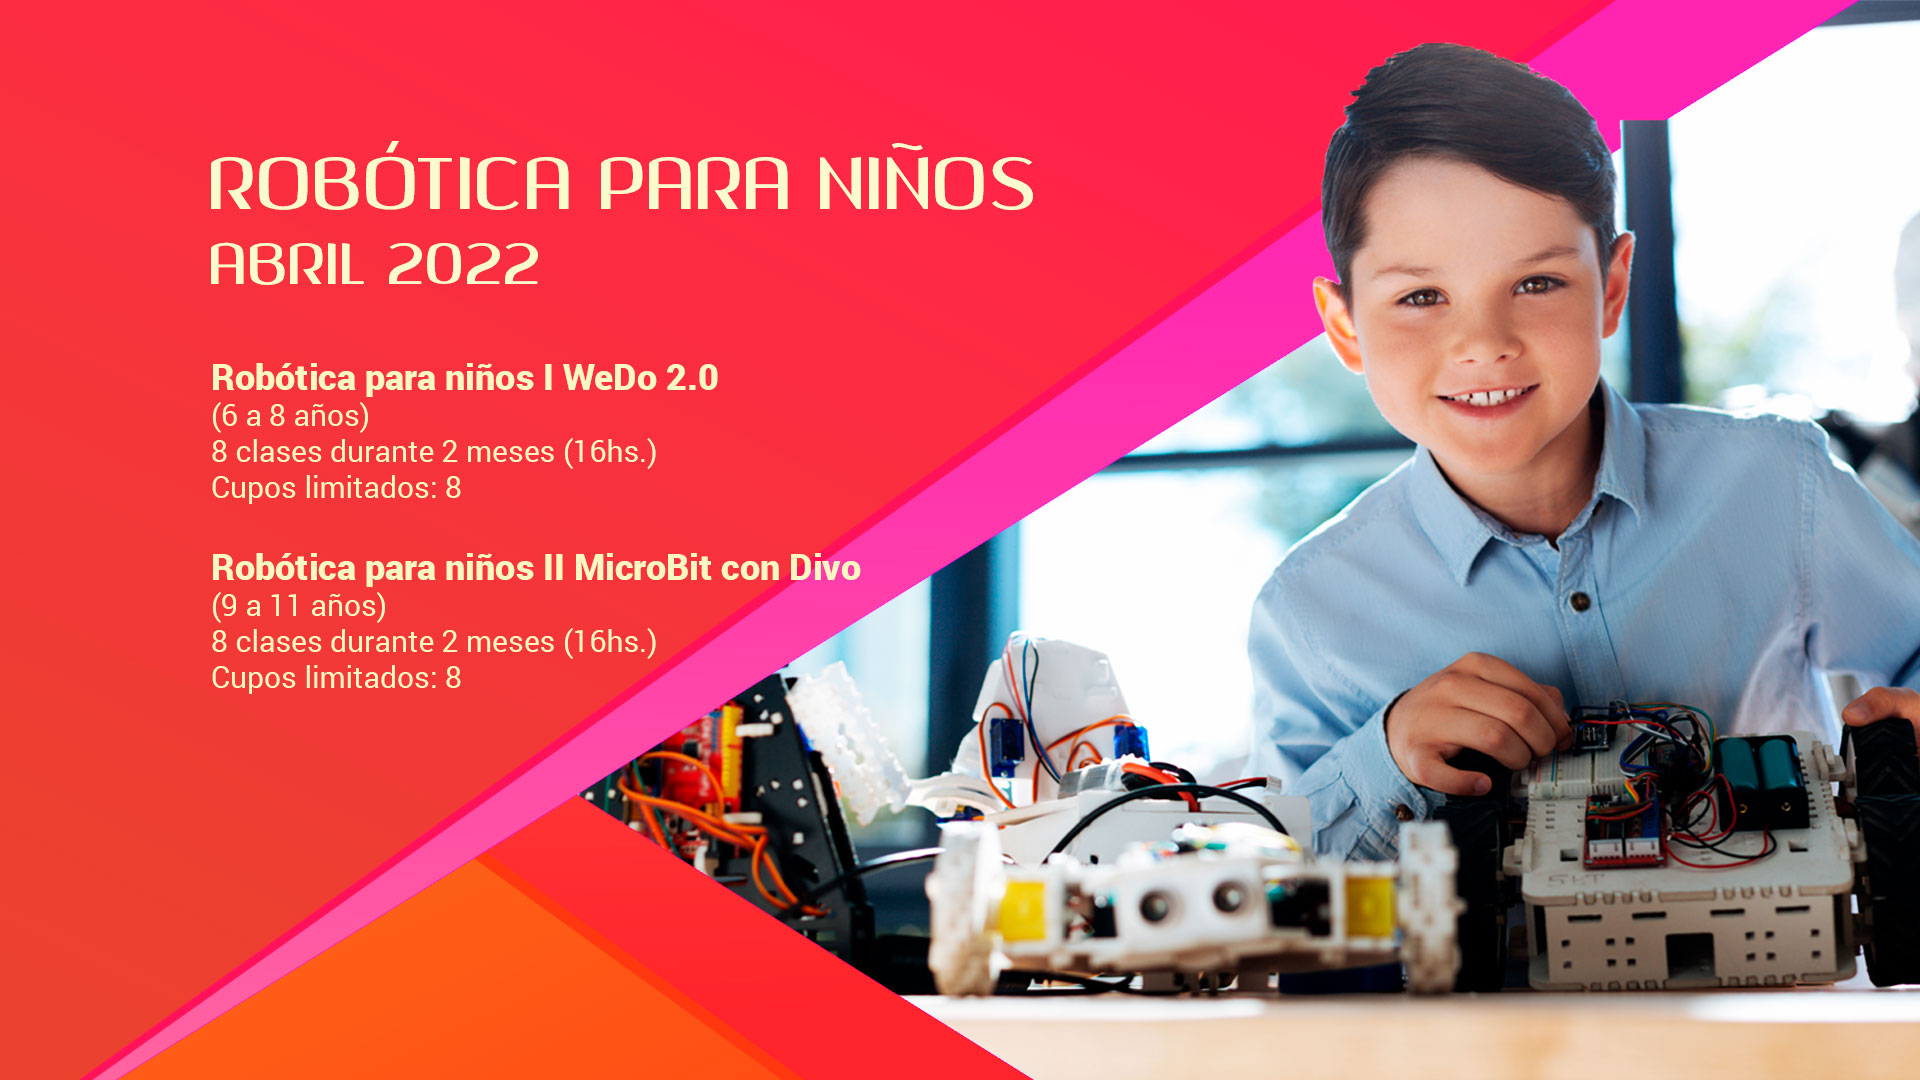 ROBÓTICA PARA NIÑOS
ABRIL 2022
Robótica para niños I WeDo 2.0
(6 a 8 años)
8 clases durante 2 meses (16hs.)
Cupos limitados: 8
Robótica para niños II MicroBit con Divo
(9 a 11 años)
8 clases durante 2 meses (16hs.)
Cupos limitados: 8